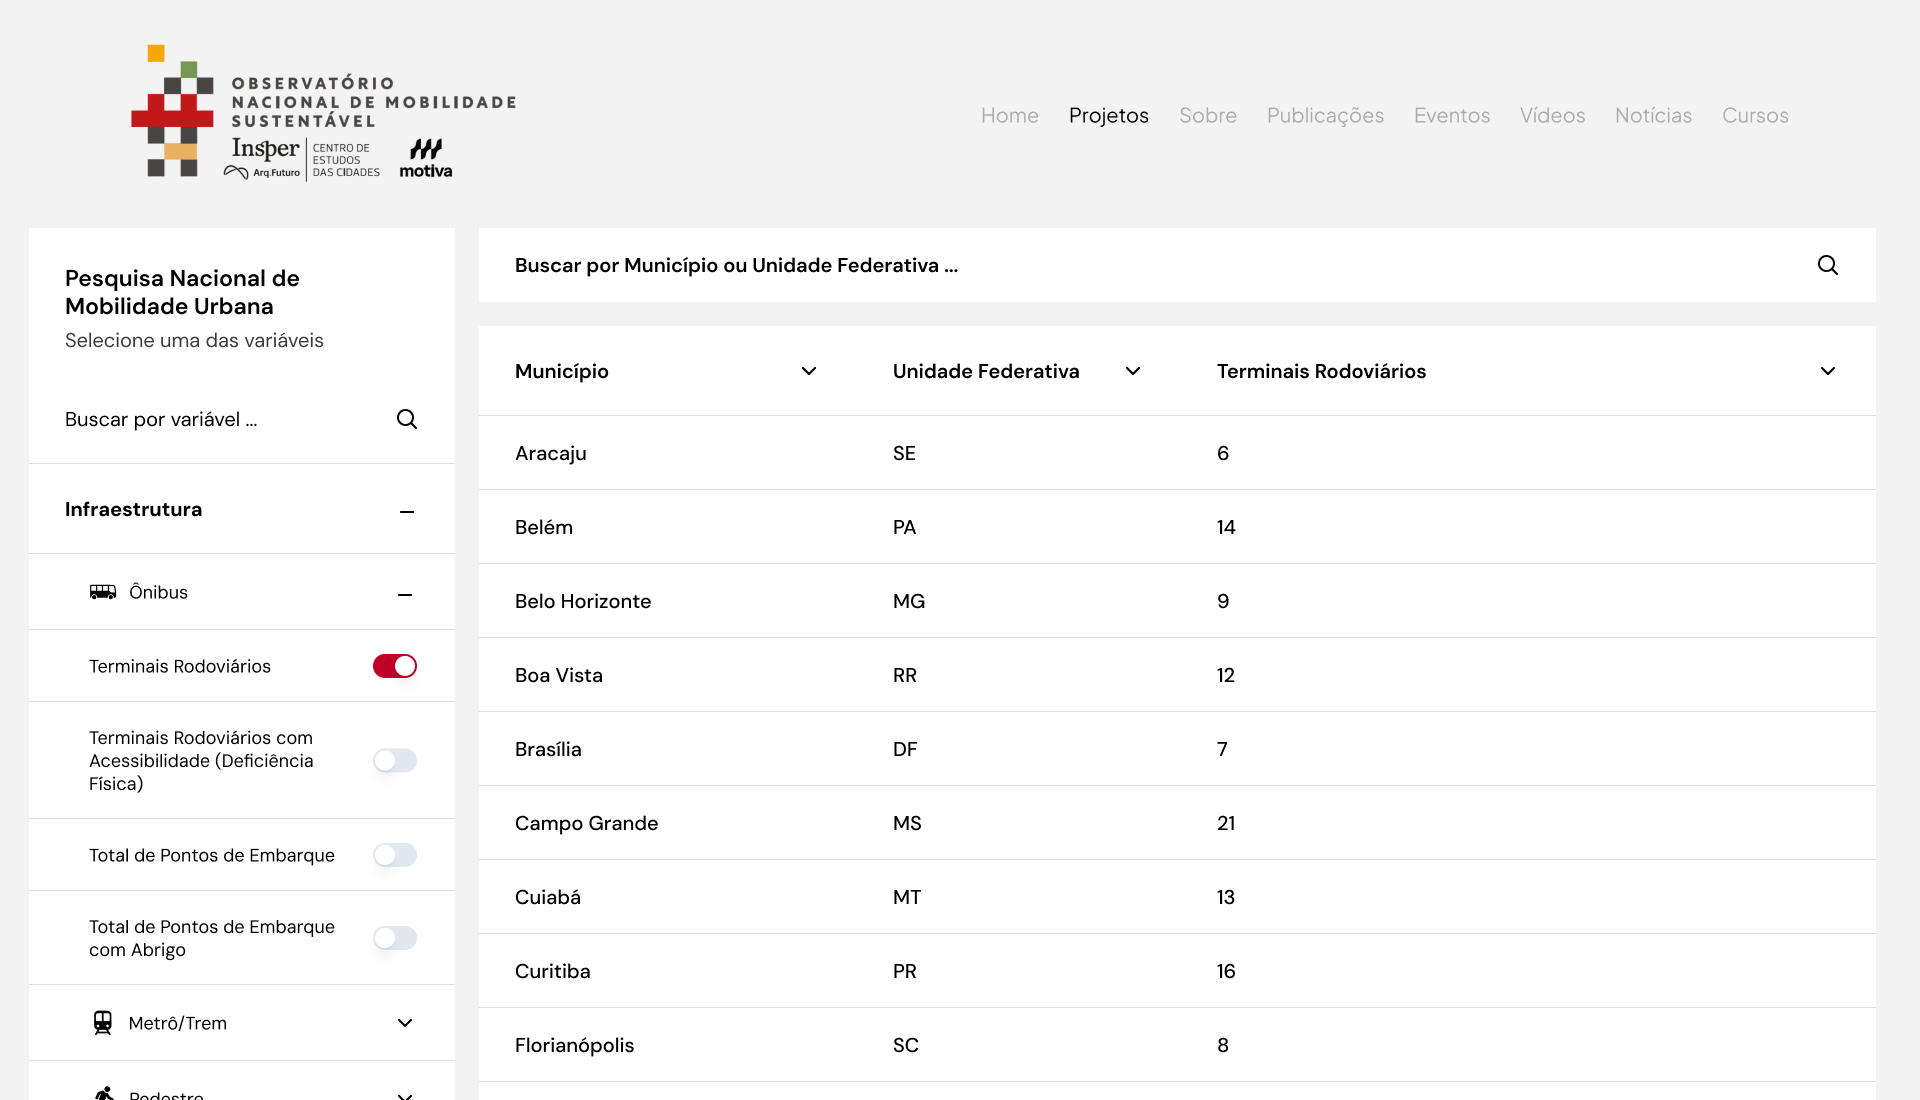 OBSERVATÓRIO
NACIONAL DE MOBILIDADE
SUSTENTÁVEL
Insper
Arq.Futuro
CENTRO DE
ESTUDOS
DAS CIDADES
motiva
Home Projetos Sobre Publicações Eventos Vídeos Notícias Cursos
Pesquisa Nacional de
Mobilidade Urbana
Selecione uma das variáveis
Buscar por variável ...
Infraestrutura
Ônibus
Terminais Rodoviários
Terminais Rodoviários com
Acessibilidade (Deficiência
Física)
Total de Pontos de Embarque
Total de Pontos de Embarque
com Abrigo
Metrô/Trem
Pedestre
Buscar por Município ou Unidade Federativa ...
Município Unidade Federativa Terminais Rodoviários
Aracaju SE 6
Belém PA 14
Belo Horizonte MG 9
Boa Vista RR 12
Brasília DF 7
Campo Grande MS 21
Cuiabá MT 13
Curitiba PR 16
Florianópolis SC 8